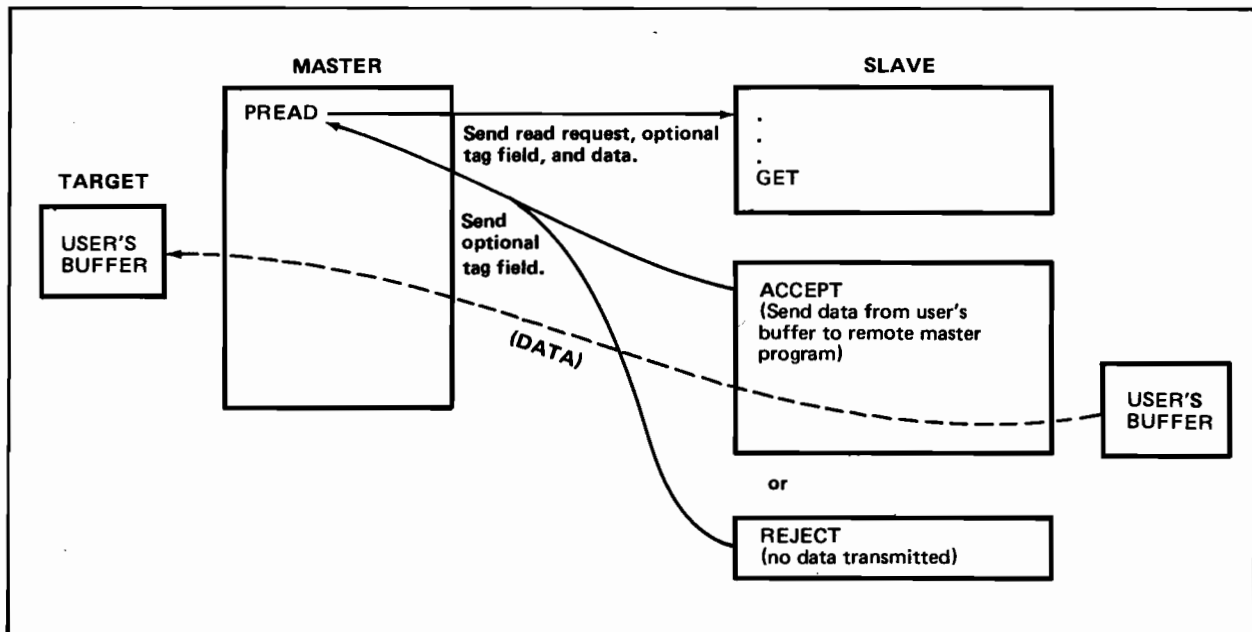 MASTER
SLAVE
PREAD
Send read request, optional
tag field, and data.
.
.
.
GET
TARGET
USER'S
BUFFER
Send
optional
tag field.
(DATA)
ACCEPT
(Send data from user's
buffer to remote master
program)
USER'S
BUFFER
or
REJECT
(no data transmitted)